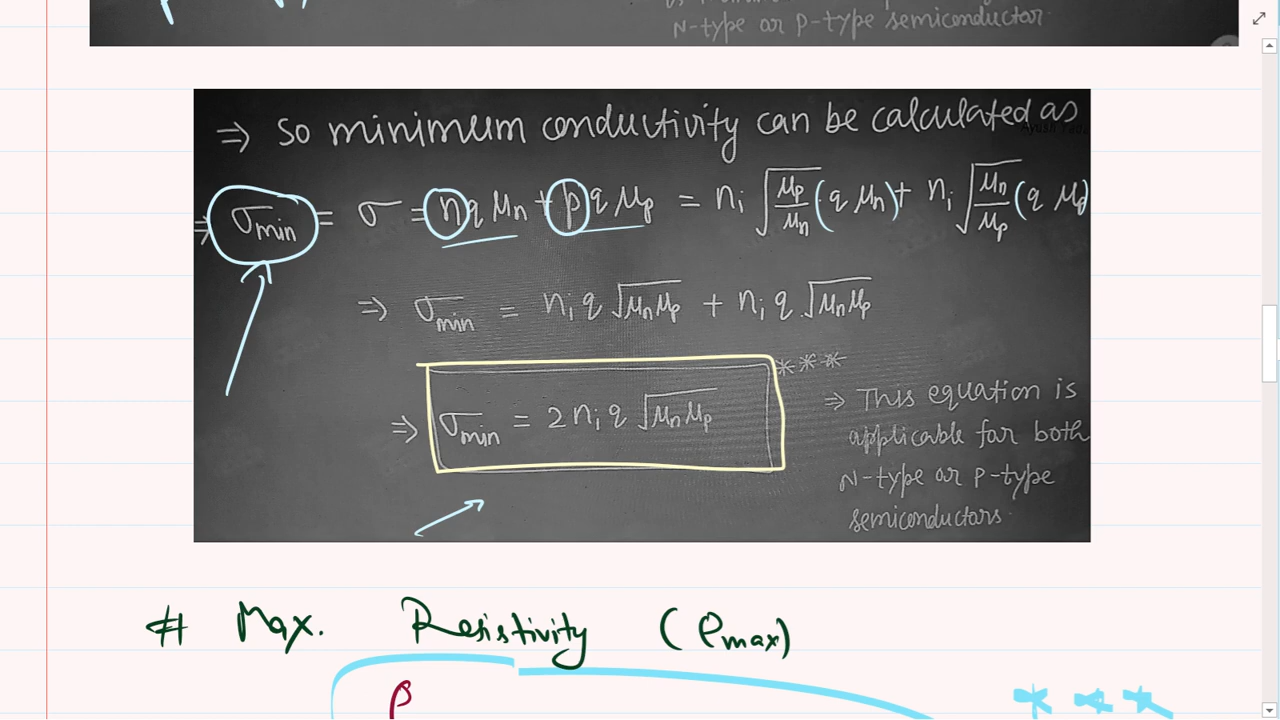 N-type or P-type semiconductor
⇒ So minimum conductivity can be calculated as
⇒ σmin = σ = nqμn + pqμp = ni √(μp/μn) (qμn) + ni √(μn/μp) (qμp)
⇒ σmin = ni q √(μnμp) + ni q √(μnμp)
⇒ σmin = 2 ni q √(μnμp) ***
⇒ This equation is
applicable for both
N-type or P-type
semiconductors
# Max. Resistivity (ρmax)
***